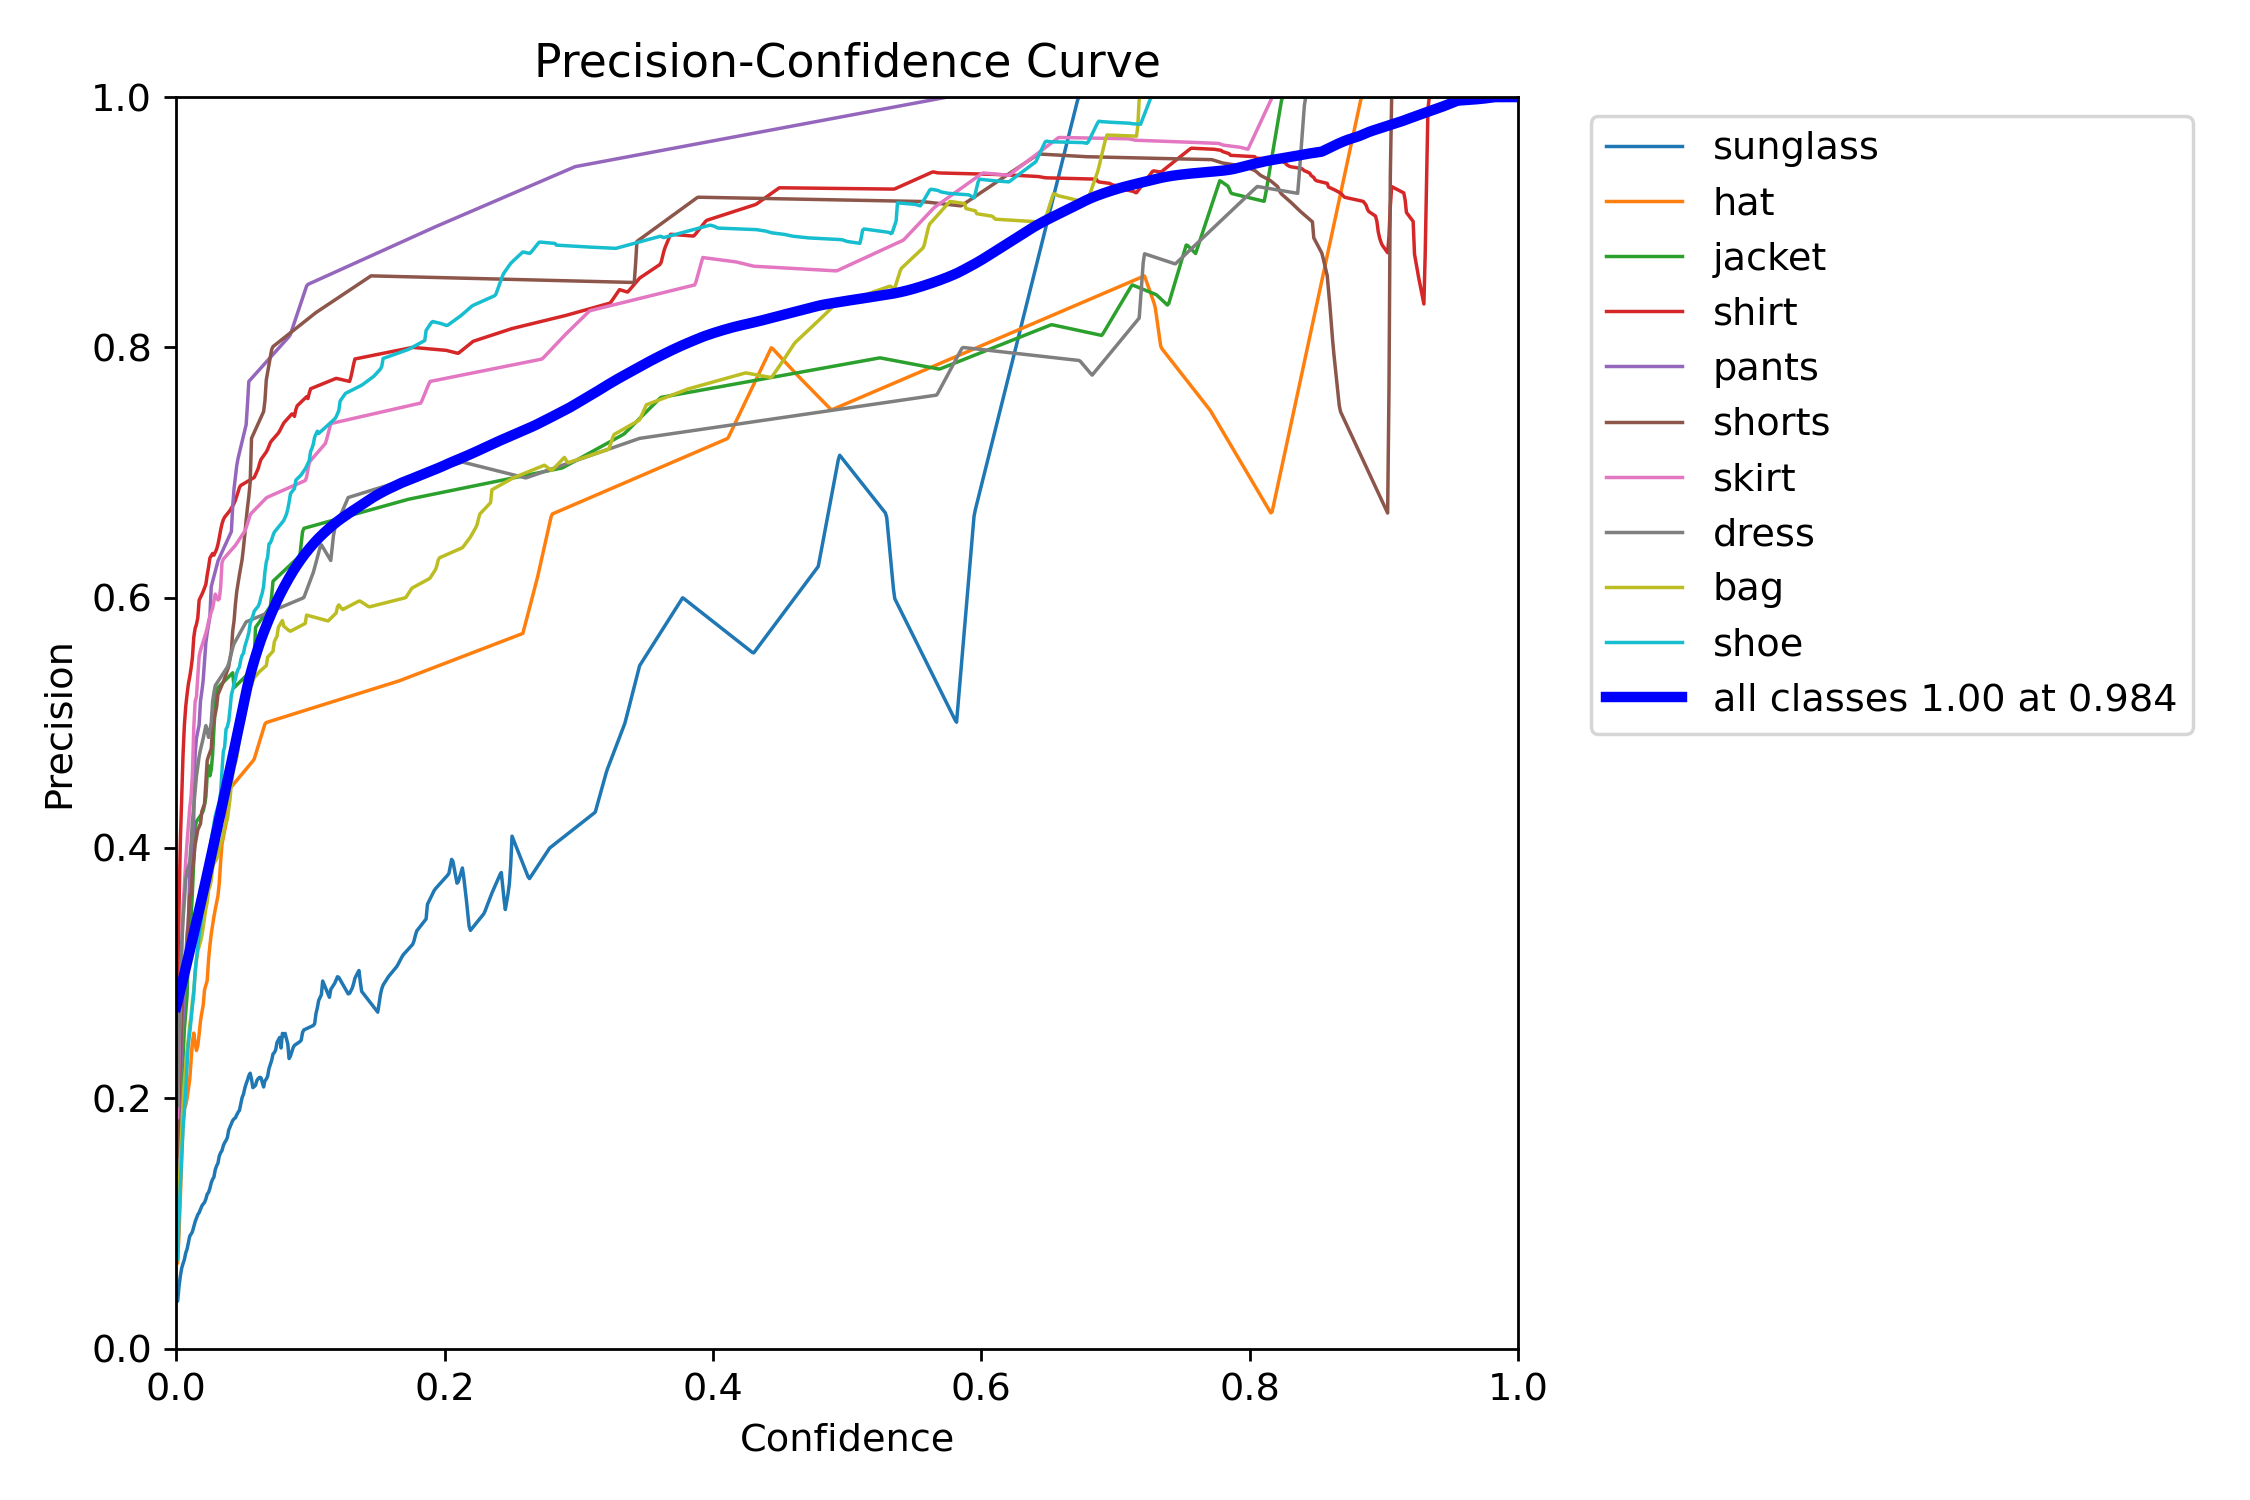 Precision-Confidence Curve
1.0
0.8
0.6
0.4
0.2
0.0
Precision
0.0 0.2 0.4 0.6 0.8 1.0
Confidence
sunglass
hat
jacket
shirt
pants
shorts
skirt
dress
bag
shoe
all classes 1.00 at 0.984